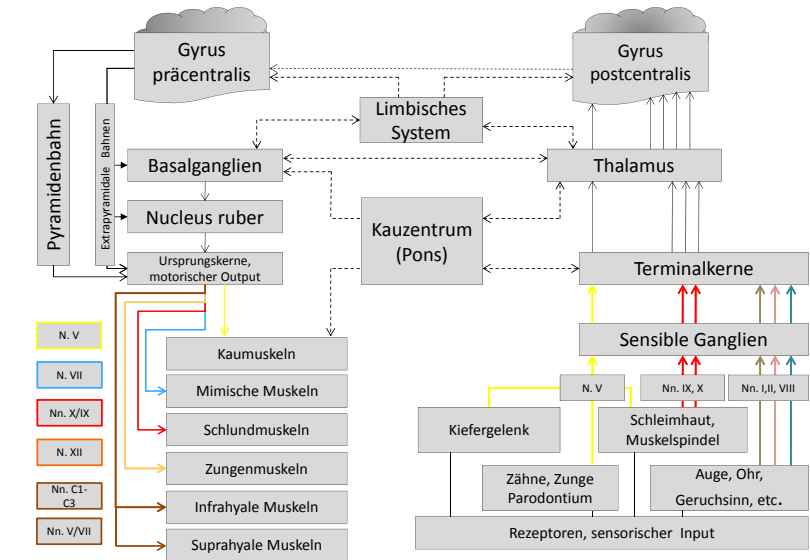 Gyrus
präcentralis
Gyrus
postcentralis
Limbisches
System
Pyramidenbahn
Extrapyramidale Bahnen
Basalganglien
Thalamus
Nucleus ruber
Kauzentrum
(Pons)
Ursprungskerne,
motorischer Output
Terminalkerne
Sensible Ganglien
N. V
N. VII
Nn. X/IX
N. XII
Nn. C1-
C3
Nn. V/VII
Kaumuskeln
Mimische Muskeln
Schlundmuskeln
Zungenmuskeln
Infrahyale Muskeln
Suprahyale Muskeln
N. V
Nn. IX, X
Nn. I,II, VIII
Kiefergelenk
Schleimhaut,
Muskelspindel
Zähne, Zunge
Parodontium
Auge, Ohr,
Geruchsinn, etc.
Rezeptoren, sensorischer Input